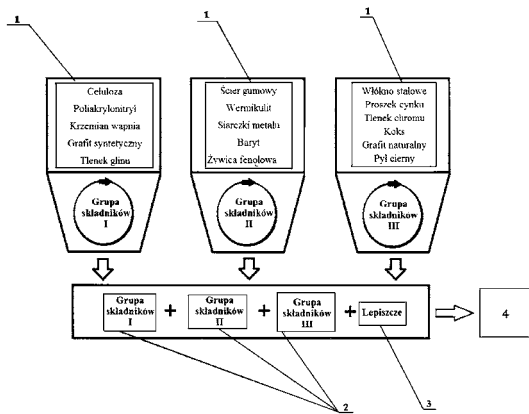 1
1
1
Celuloza
Poliakrylonitryl
Krzemian wapnia
Grafit syntetyczny
Tlenek glinu
Grupa
składników
I
Ścier gumowy
Wermikulit
Siarczki metalu
Baryt
Żywica fenolowa
Grupa
składników
II
Włókno stalowe
Proszek cynku
Tlenek chromu
Koks
Grafit naturalny
Pył cierny
Grupa
składników
III
Grupa
składników
I
+
Grupa
składników
II
+
Grupa
składników
III
+
Lepiszcze
4
2
3